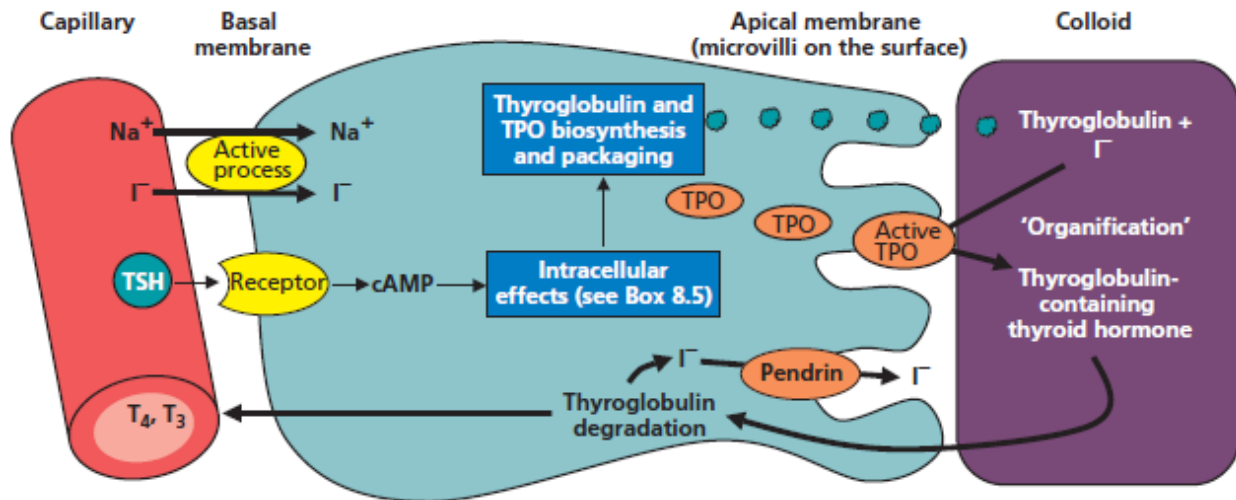 Capillary
Basal
membrane
Apical membrane
(microvilli on the surface)
Colloid
Na⁺
Na⁺
Active
process
I⁻
I⁻
Thyroglobulin and
TPO biosynthesis
and packaging
TPO
TPO
Active
TPO
Thyroglobulin +
I⁻
'Organification'
Thyroglobulin-
containing
thyroid hormone
TSH
Receptor
cAMP
Intracellular
effects (see Box 8.5)
I⁻
Pendrin
I⁻
Thyroglobulin
degradation
T₄, T₃